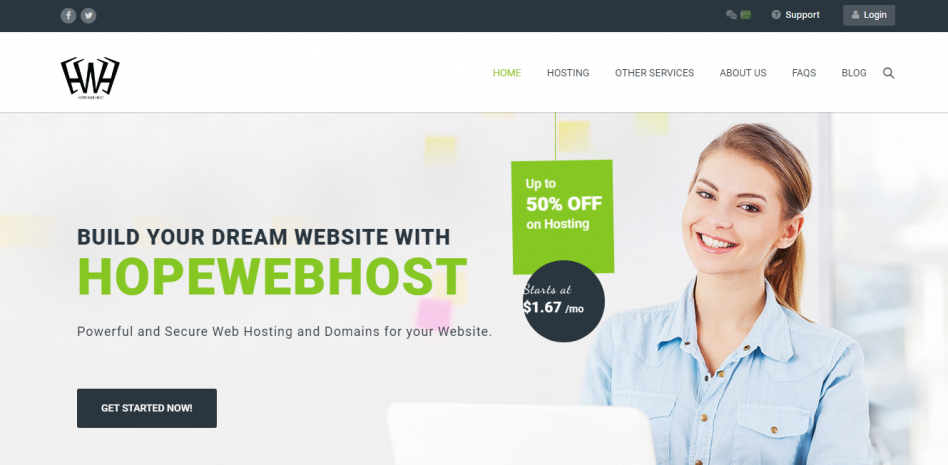 Support
Login
HWH
HOPEWEBHOST
HOME
HOSTING
OTHER SERVICES
ABOUT US
FAQS
BLOG
Up to
50% OFF
on Hosting
BUILD YOUR DREAM WEBSITE WITH
HOPEWEBHOST
Starts at
$1.67 /mo
Powerful and Secure Web Hosting and Domains for your Website.
GET STARTED NOW!